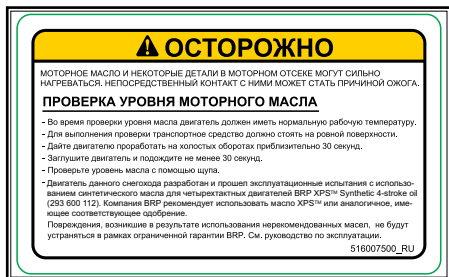 ОСТОРОЖНО
МОТОРНОЕ МАСЛО И НЕКОТОРЫЕ ДЕТАЛИ В МОТОРНОМ ОТСЕКЕ МОГУТ СИЛЬНО
НАГРЕВАТЬСЯ. НЕПОСРЕДСТВЕННЫЙ КОНТАКТ С НИМИ МОЖЕТ СТАТЬ ПРИЧИНОЙ ОЖОГА.
ПРОВЕРКА УРОВНЯ МОТОРНОГО МАСЛА
- Во время проверки уровня масла двигатель должен иметь нормальную рабочую температуру.
- Для выполнения проверки транспортное средство должно стоять на ровной поверхности.
- Дайте двигателю проработать на холостых оборотах приблизительно 30 секунд.
- Заглушите двигатель и подождите не менее 30 секунд.
- Проверьте уровень масла с помощью щупа.
- Двигатель данного снегохода разработан и прошел эксплуатационные испытания с использо-
ванием синтетического масла для четырехтактных двигателей BRP XPS™ Synthetic 4-stroke oil
(293 600 112). Компания BRP рекомендует использовать масло XPS™ или аналогичное, име-
ющее соответствующее одобрение.
Повреждения, возникшие в результате использования нерекомендованных масел, не будут
устраняться в рамках ограниченной гарантии BRP. См. руководство по эксплуатации.
516007500_RU